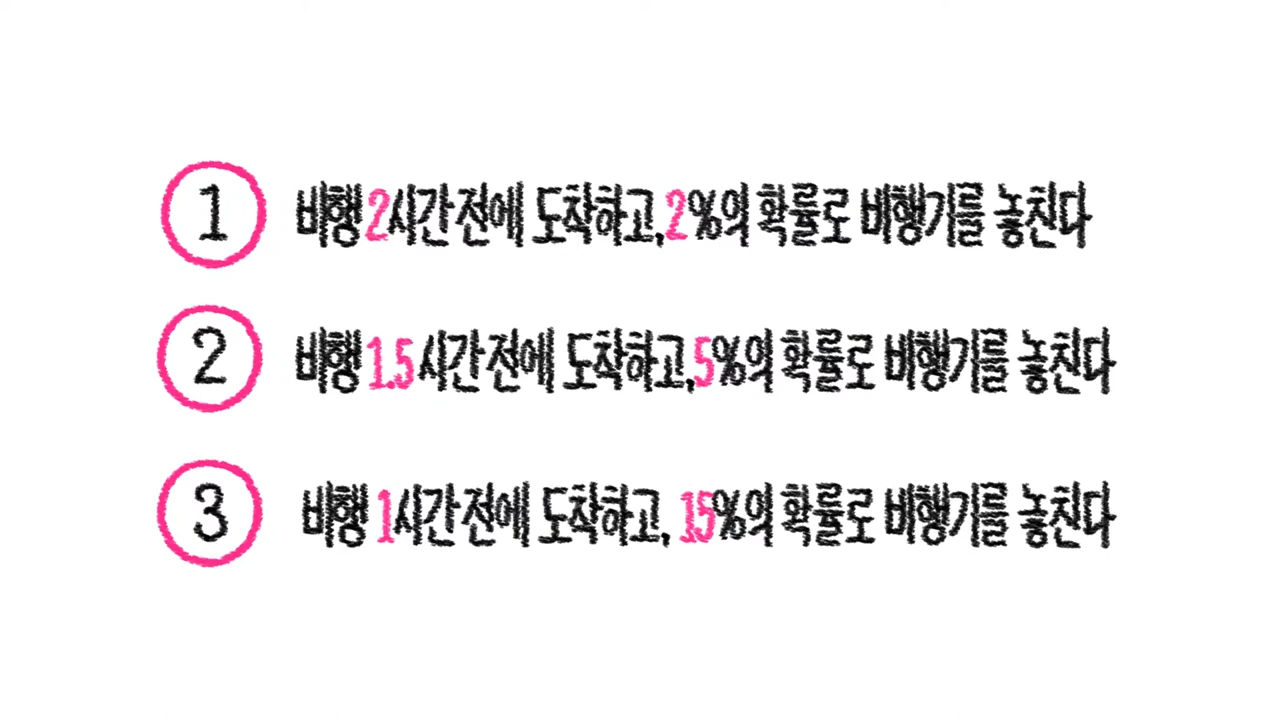 1 비행 2시간 전에 도착하고, 2%의 확률로 비행기를 놓친다
2 비행 1.5시간 전에 도착하고, 5%의 확률로 비행기를 놓친다
3 비행 1시간 전에 도착하고, 15%의 확률로 비행기를 놓친다